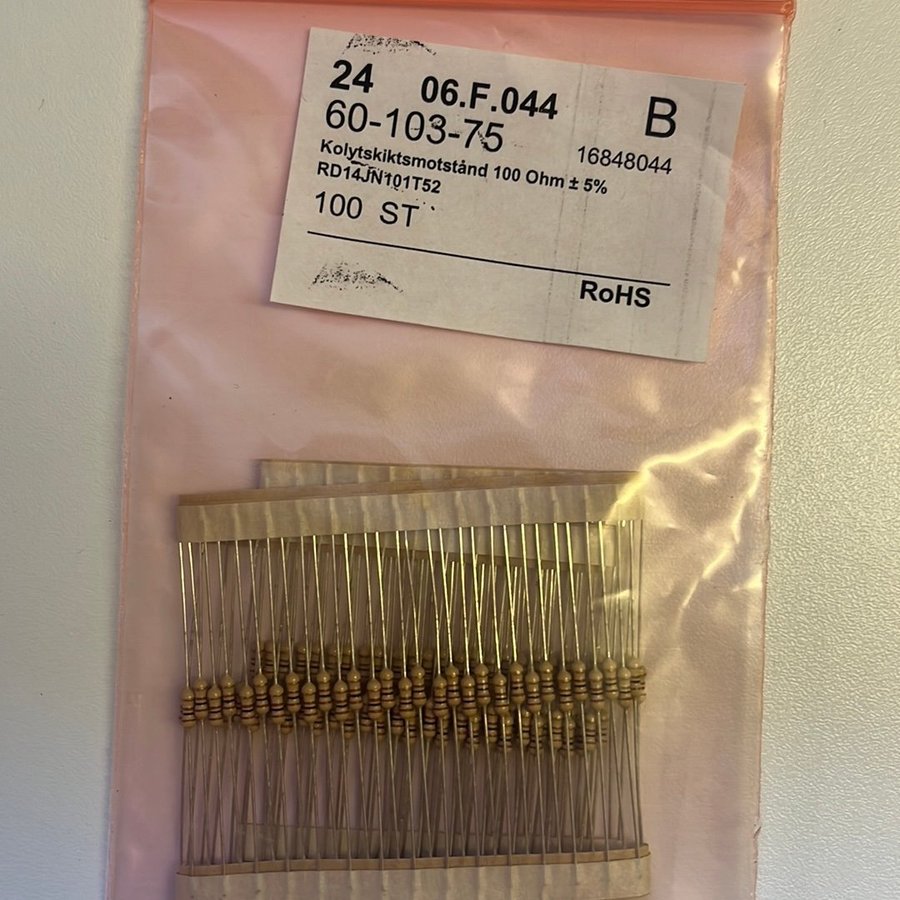 24 06.F.044 B
60-103-75 16848044
Kolytskiktsmotstånd 100 Ohm ± 5%
RD14JN101T52
100 ST
RoHS